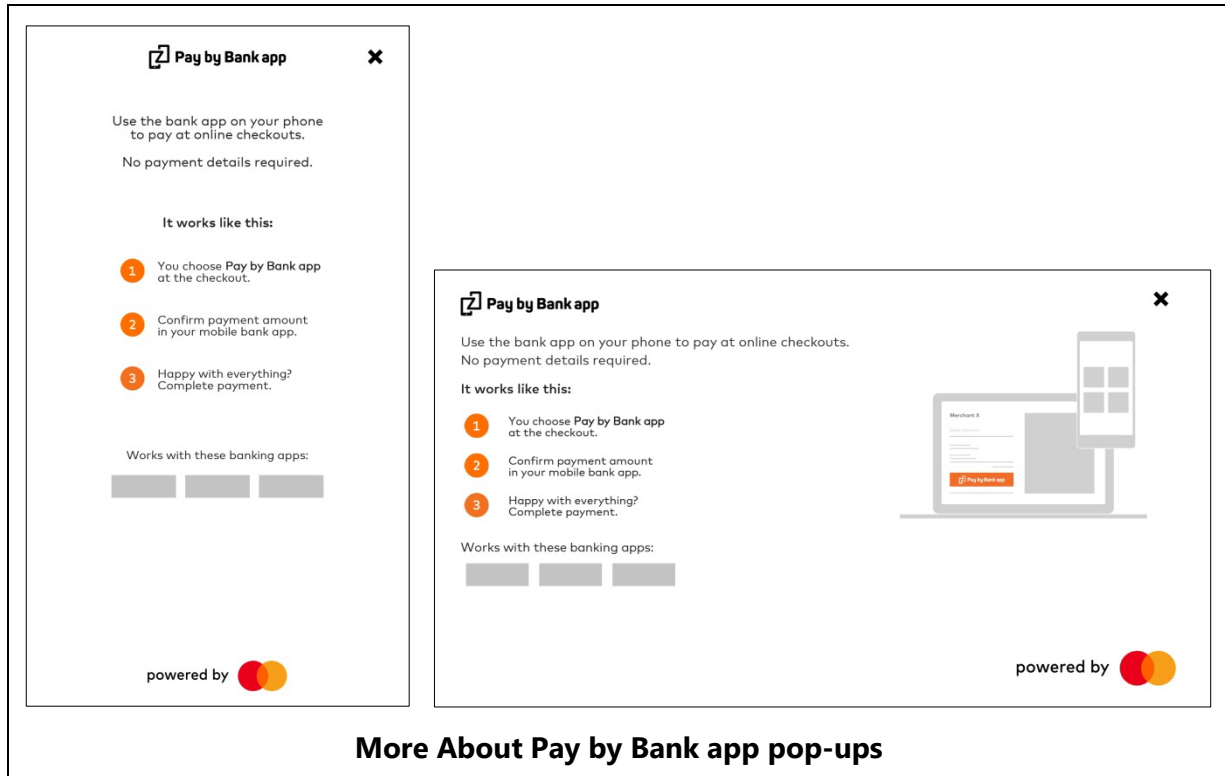 Pay by Bank app
Use the bank app on your phone
to pay at online checkouts.
No payment details required.
It works like this:
1 You choose Pay by Bank app
at the checkout.
2 Confirm payment amount
in your mobile bank app.
3 Happy with everything?
Complete payment.
Works with these banking apps:
powered by
Pay by Bank app
Use the bank app on your phone to pay at online checkouts.
No payment details required.
It works like this:
1 You choose Pay by Bank app
at the checkout.
2 Confirm payment amount
in your mobile bank app.
3 Happy with everything?
Complete payment.
Works with these banking apps:
Merchant X
Pay by Bank app
powered by
More About Pay by Bank app pop-ups